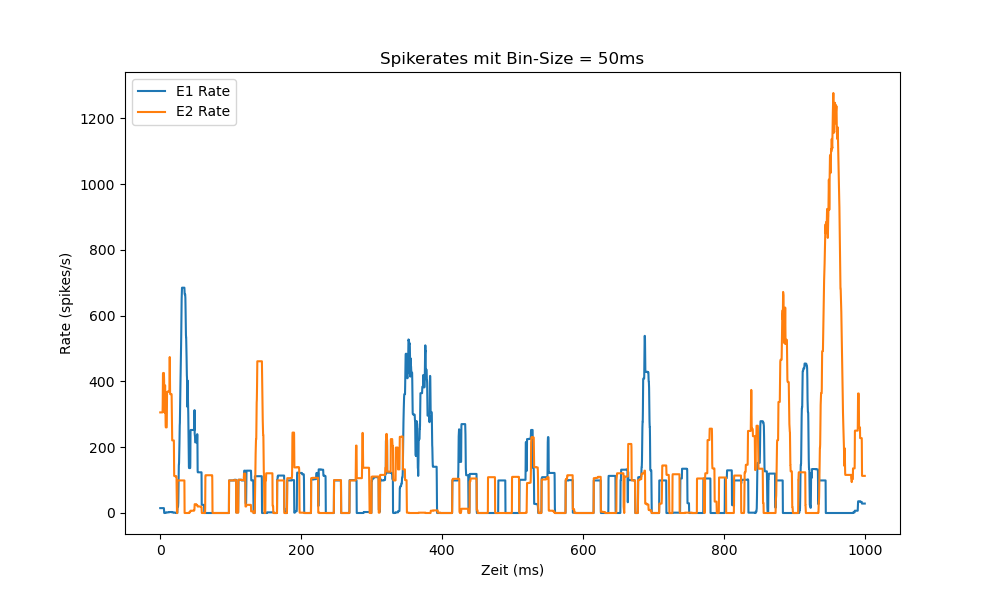 Spikerates mit Bin-Size = 50ms
E1 Rate
E2 Rate
1200
1000
800
600
400
200
0
Rate (spikes/s)
0 200 400 600 800 1000
Zeit (ms)